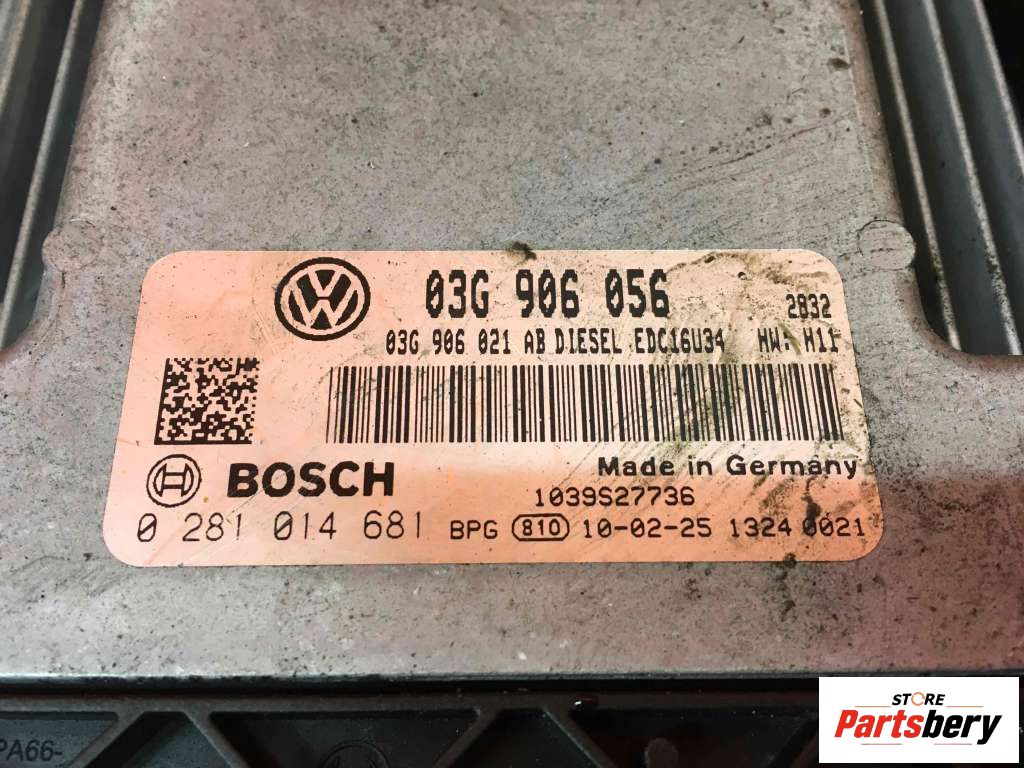 03G 906 056 2832
03G 906 021 AB DIESEL EDC16U34 HW: H11
BOSCH Made in Germany
1039S27736
0 281 014 681 BPG 810 10-02-25 1324 0021
PA66-
STORE
Partsbery